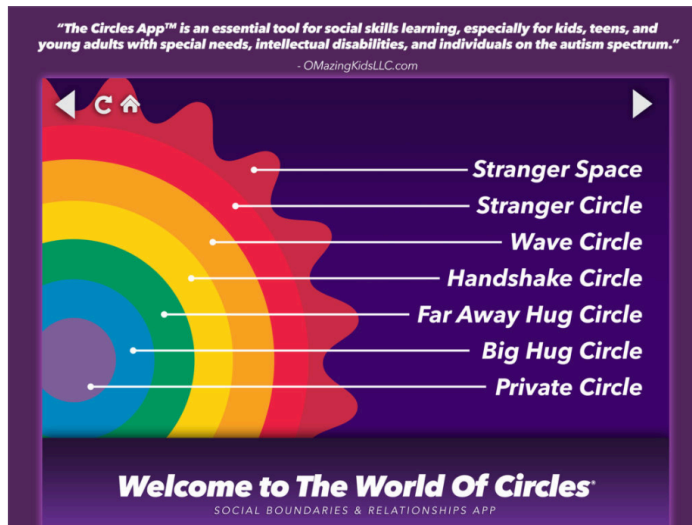 “The Circles App™ is an essential tool for social skills learning, especially for kids, teens, and
young adults with special needs, intellectual disabilities, and individuals on the autism spectrum.”
- OMazingKidsLLC.com
Stranger Space
Stranger Circle
Wave Circle
Handshake Circle
Far Away Hug Circle
Big Hug Circle
Private Circle
Welcome to The World Of Circles®
SOCIAL BOUNDARIES & RELATIONSHIPS APP